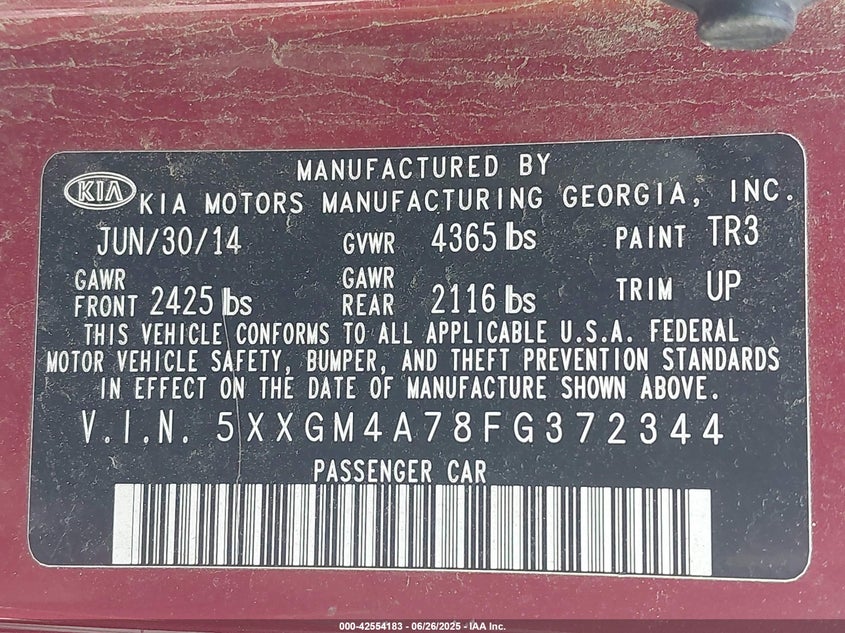 MANUFACTURED BY
KIA KIA MOTORS MANUFACTURING GEORGIA, INC.
JUN/30/14 GVWR 4365 lbs PAINT TR3
GAWR FRONT 2425 lbs GAWR REAR 2116 lbs TRIM UP
THIS VEHICLE CONFORMS TO ALL APPLICABLE U.S.A. FEDERAL
MOTOR VEHICLE SAFETY, BUMPER, AND THEFT PREVENTION STANDARDS
IN EFFECT ON THE DATE OF MANUFACTURE SHOWN ABOVE.
V.I.N. 5XXGM4A78FG372344
PASSENGER CAR
000-42554183 - 06/26/2025 - IAA Inc.